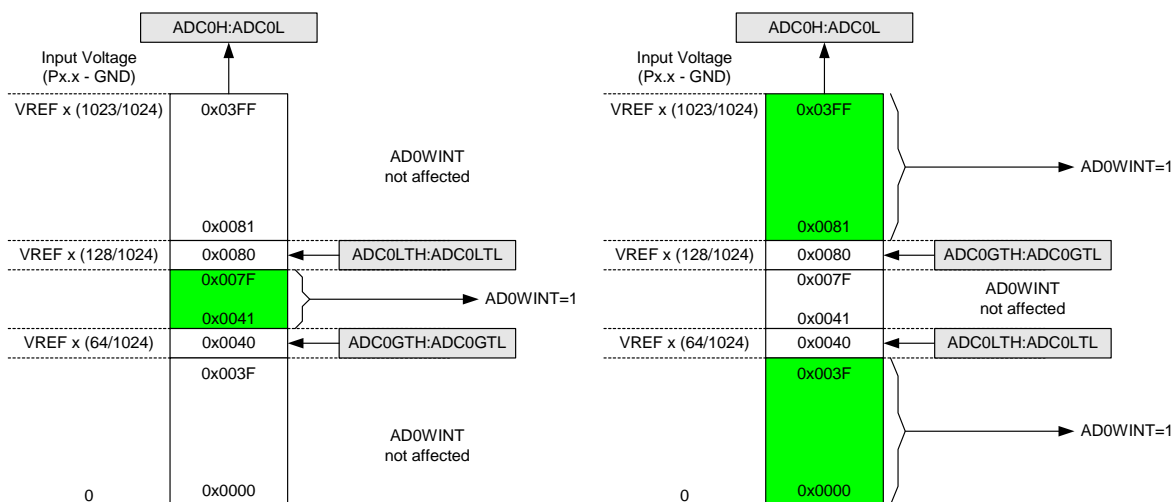 ADC0H:ADC0L
Input Voltage
(Px.x - GND)
VREF x (1023/1024)
0x03FF
AD0WINT
not affected
0x0081
VREF x (128/1024)
0x0080
ADC0LTH:ADC0LTL
0x007F
AD0WINT=1
0x0041
VREF x (64/1024)
0x0040
ADC0GTH:ADC0GTL
0x003F
AD0WINT
not affected
0
0x0000
ADC0H:ADC0L
Input Voltage
(Px.x - GND)
VREF x (1023/1024)
0x03FF
AD0WINT=1
0x0081
VREF x (128/1024)
0x0080
ADC0GTH:ADC0GTL
0x007F
AD0WINT
not affected
0x0041
VREF x (64/1024)
0x0040
ADC0LTH:ADC0LTL
0x003F
AD0WINT=1
0
0x0000